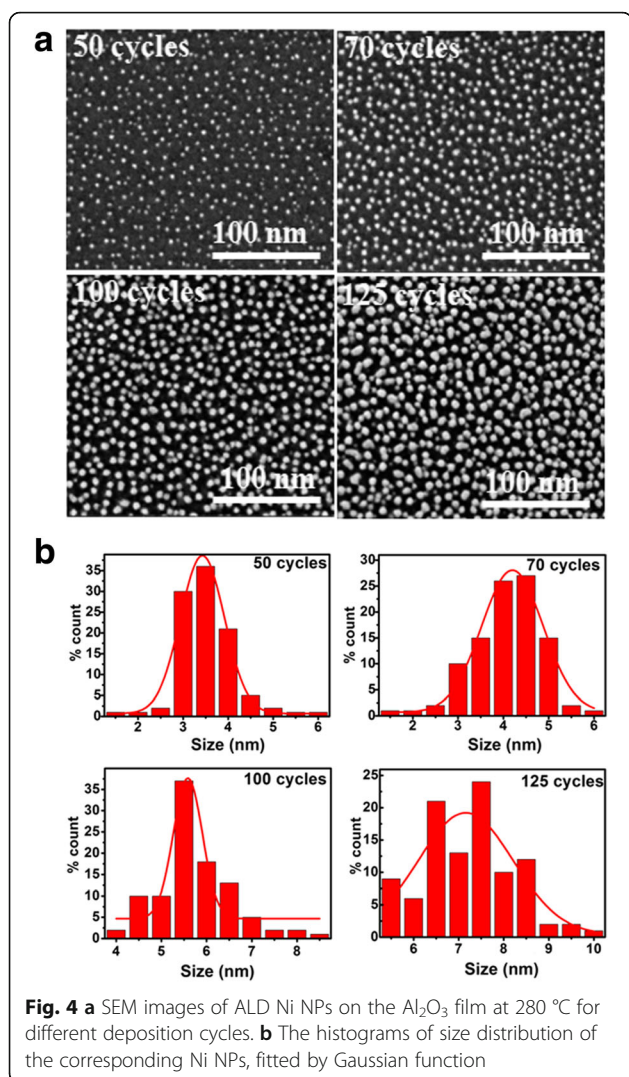 a
50 cycles
70 cycles
100 nm
100 nm
100 cycles
125 cycles
100 nm
100 nm
b
50 cycles
35
30
25
20
15
10
5
0
% count
2 3 4 5 6
Size (nm)
70 cycles
30
25
20
15
10
5
0
% count
2 3 4 5 6
Size (nm)
100 cycles
35
30
25
20
15
10
5
0
% count
4 5 6 7 8
Size (nm)
125 cycles
25
20
15
10
5
0
% count
6 7 8 9 10
Size (nm)
Fig. 4 a SEM images of ALD Ni NPs on the Al₂O₃ film at 280 °C for
different deposition cycles. b The histograms of size distribution of
the corresponding Ni NPs, fitted by Gaussian function